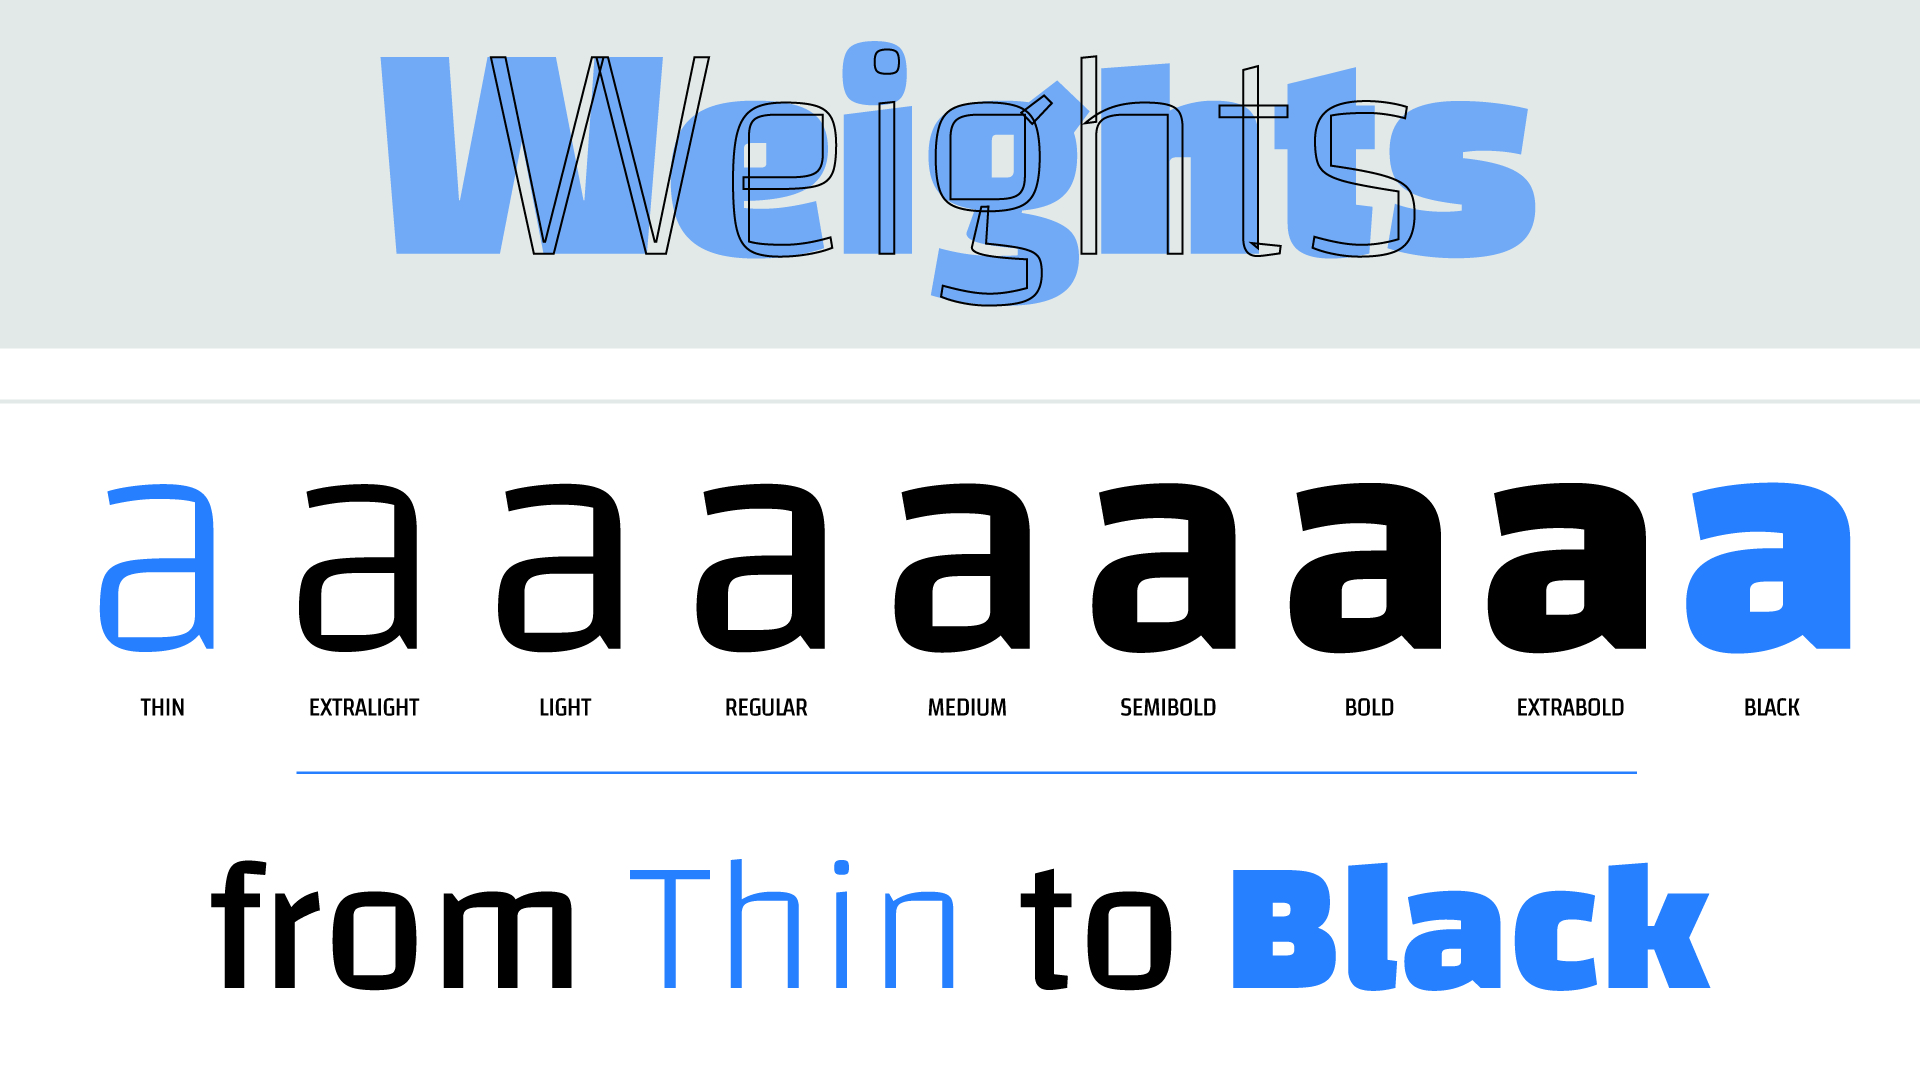 Weights
a a a a a a a a a
THIN EXTRALIGHT LIGHT REGULAR MEDIUM SEMIBOLD BOLD EXTRABOLD BLACK
from Thin to Black